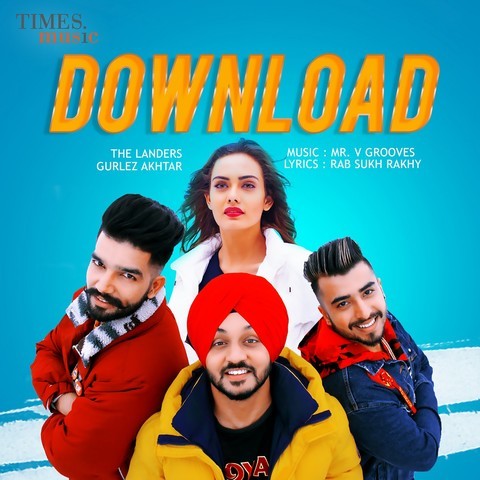 TIMES.
music
DOWNLOAD
THE LANDERS
GURLEZ AKHTAR
MUSIC : MR. V GROOVES
LYRICS : RAB SUKH RAKHY